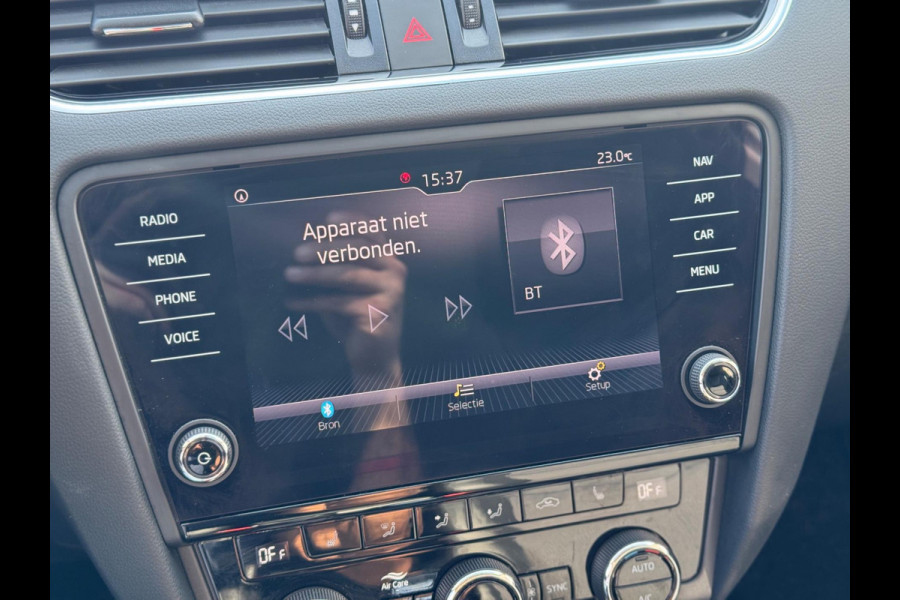 15:37
23.0°C
RADIO
MEDIA
PHONE
VOICE
Apparaat niet
verbonden.
BT
Bron
Selectie
Setup
NAV
APP
CAR
MENU
OFF
OFF
Air Care
SYNC
AUTO
A/C